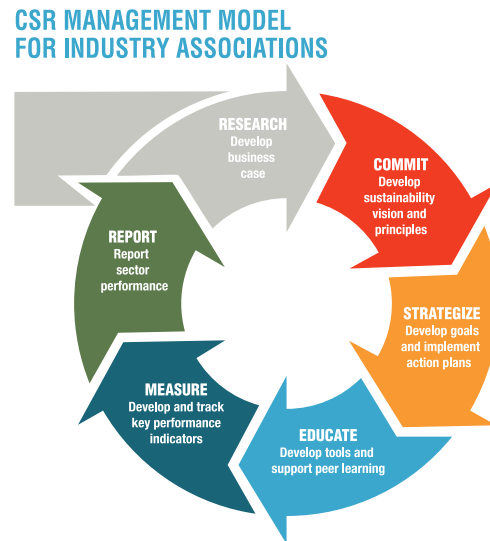 CSR MANAGEMENT MODEL
FOR INDUSTRY ASSOCIATIONS
RESEARCH
Develop
business
case
COMMIT
Develop
sustainability
vision and
principles
STRATEGIZE
Develop goals
and implement
action plans
EDUCATE
Develop tools and
support peer learning
MEASURE
Develop and track
key performance
indicators
REPORT
Report
sector
performance